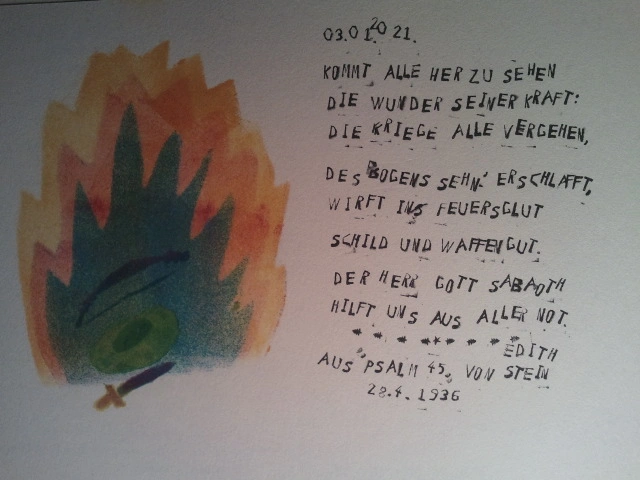 03.01.2021.
KOMMT ALLE HER ZU SEHEN
DIE WUNDER SEINER KRAFT:
DIE KRIEGE ALLE VERGEHEN,
DES BOGENS SEHN' ERSCHLAFFT,
WIRFT INS FEUERSGLUT
SCHILD UND WAFFENGUT.
DER HERR GOTT SABAOTH
HILFT UNS AUS ALLER NOT.
* * * ** * * *
EDITH
AUS "PSALM 45" VON STEIN
28.4.1936